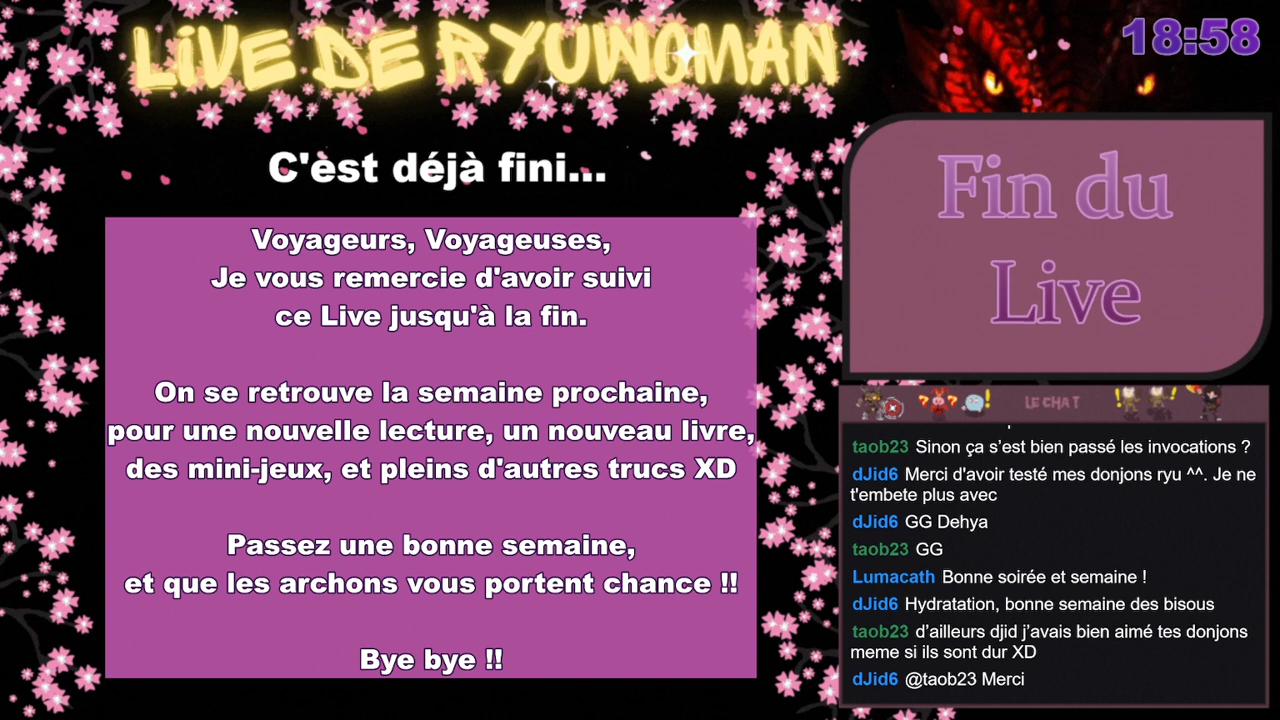 LiVE DE RYUWOMAN
18:58
C'èst déjà fini...
Voyageurs, Voyageuses,
Je vous remercie d'avoir suivi
ce Live jusqu'à la fin.
On se retrouve la semaine prochaine,
pour une nouvelle lecture, un nouveau livre,
des mini-jeux, et pleins d'autres trucs XD
Passez une bonne semaine,
et que les archons vous portent chance !!
Bye bye !!
Fin du
Live
LE CHAT
taob23 Sinon ça s’est bien passé les invocations ?
dJid6 Merci d'avoir testé mes donjons ryu ^^. Je ne
t'embete plus avec
dJid6 GG Dehya
taob23 GG
Lumacath Bonne soirée et semaine !
dJid6 Hydratation, bonne semaine des bisous
taob23 d’ailleurs djid j’avais bien aimé tes donjons
meme si ils sont dur XD
dJid6 @taob23 Merci